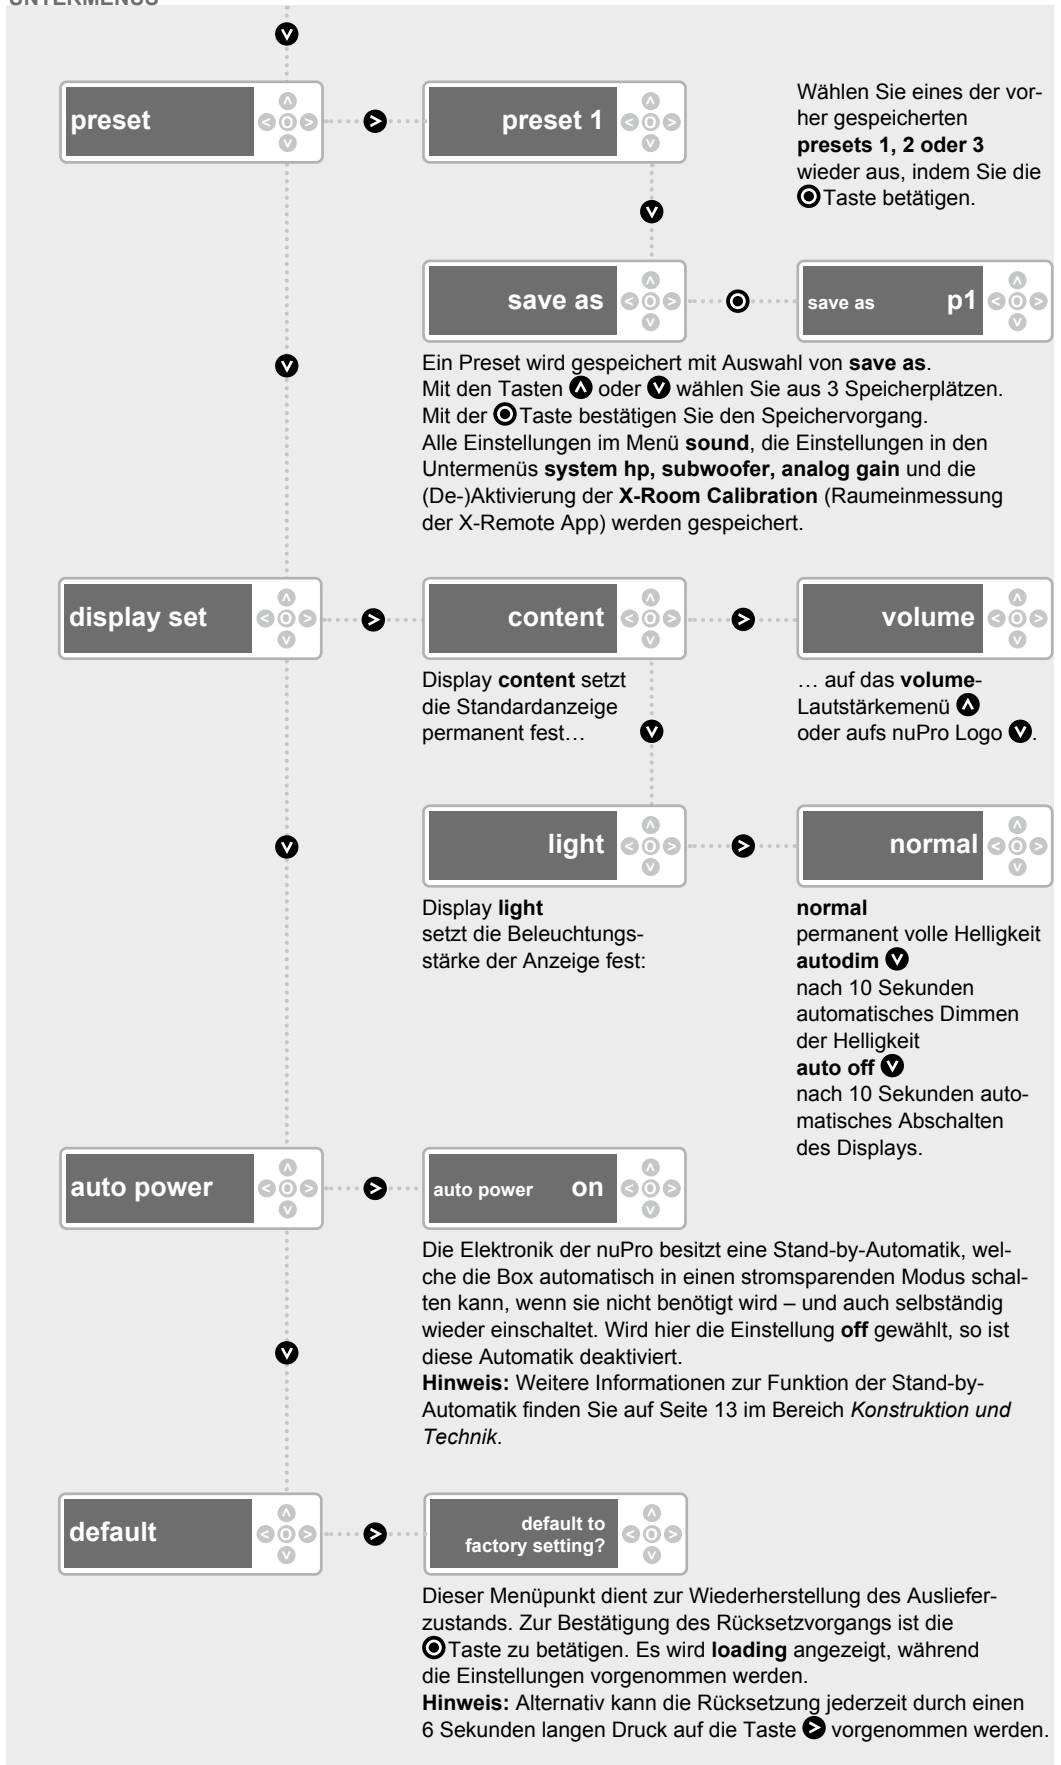 UNTERMENÜS
preset
preset 1
Wählen Sie eines der vor-
her gespeicherten
presets 1, 2 oder 3
wieder aus, indem Sie die
Taste betätigen.
save as
save as p1
Ein Preset wird gespeichert mit Auswahl von save as.
Mit den Tasten oder wählen Sie aus 3 Speicherplätzen.
Mit der Taste bestätigen Sie den Speichervorgang.
Alle Einstellungen im Menü sound, die Einstellungen in den
Untermenüs system hp, subwoofer, analog gain und die
(De-)Aktivierung der X-Room Calibration (Raumeinmessung
der X-Remote App) werden gespeichert.
display set
content
volume
Display content setzt
die Standardanzeige
permanent fest…
… auf das volume-
Lautstärkemenü
oder aufs nuPro Logo .
light
normal
Display light
setzt die Beleuchtungs-
stärke der Anzeige fest:
normal
permanent volle Helligkeit
autodim
nach 10 Sekunden
automatisches Dimmen
der Helligkeit
auto off
nach 10 Sekunden auto-
matisches Abschalten
des Displays.
auto power
auto power on
Die Elektronik der nuPro besitzt eine Stand-by-Automatik, wel-
che die Box automatisch in einen stromsparenden Modus schal-
ten kann, wenn sie nicht benötigt wird – und auch selbständig
wieder einschaltet. Wird hier die Einstellung off gewählt, so ist
diese Automatik deaktiviert.
Hinweis: Weitere Informationen zur Funktion der Stand-by-
Automatik finden Sie auf Seite 13 im Bereich Konstruktion und
Technik.
default
default to
factory setting?
Dieser Menüpunkt dient zur Wiederherstellung des Ausliefer-
zustands. Zur Bestätigung des Rücksetzvorgangs ist die
Taste zu betätigen. Es wird loading angezeigt, während
die Einstellungen vorgenommen werden.
Hinweis: Alternativ kann die Rücksetzung jederzeit durch einen
6 Sekunden langen Druck auf die Taste vorgenommen werden.